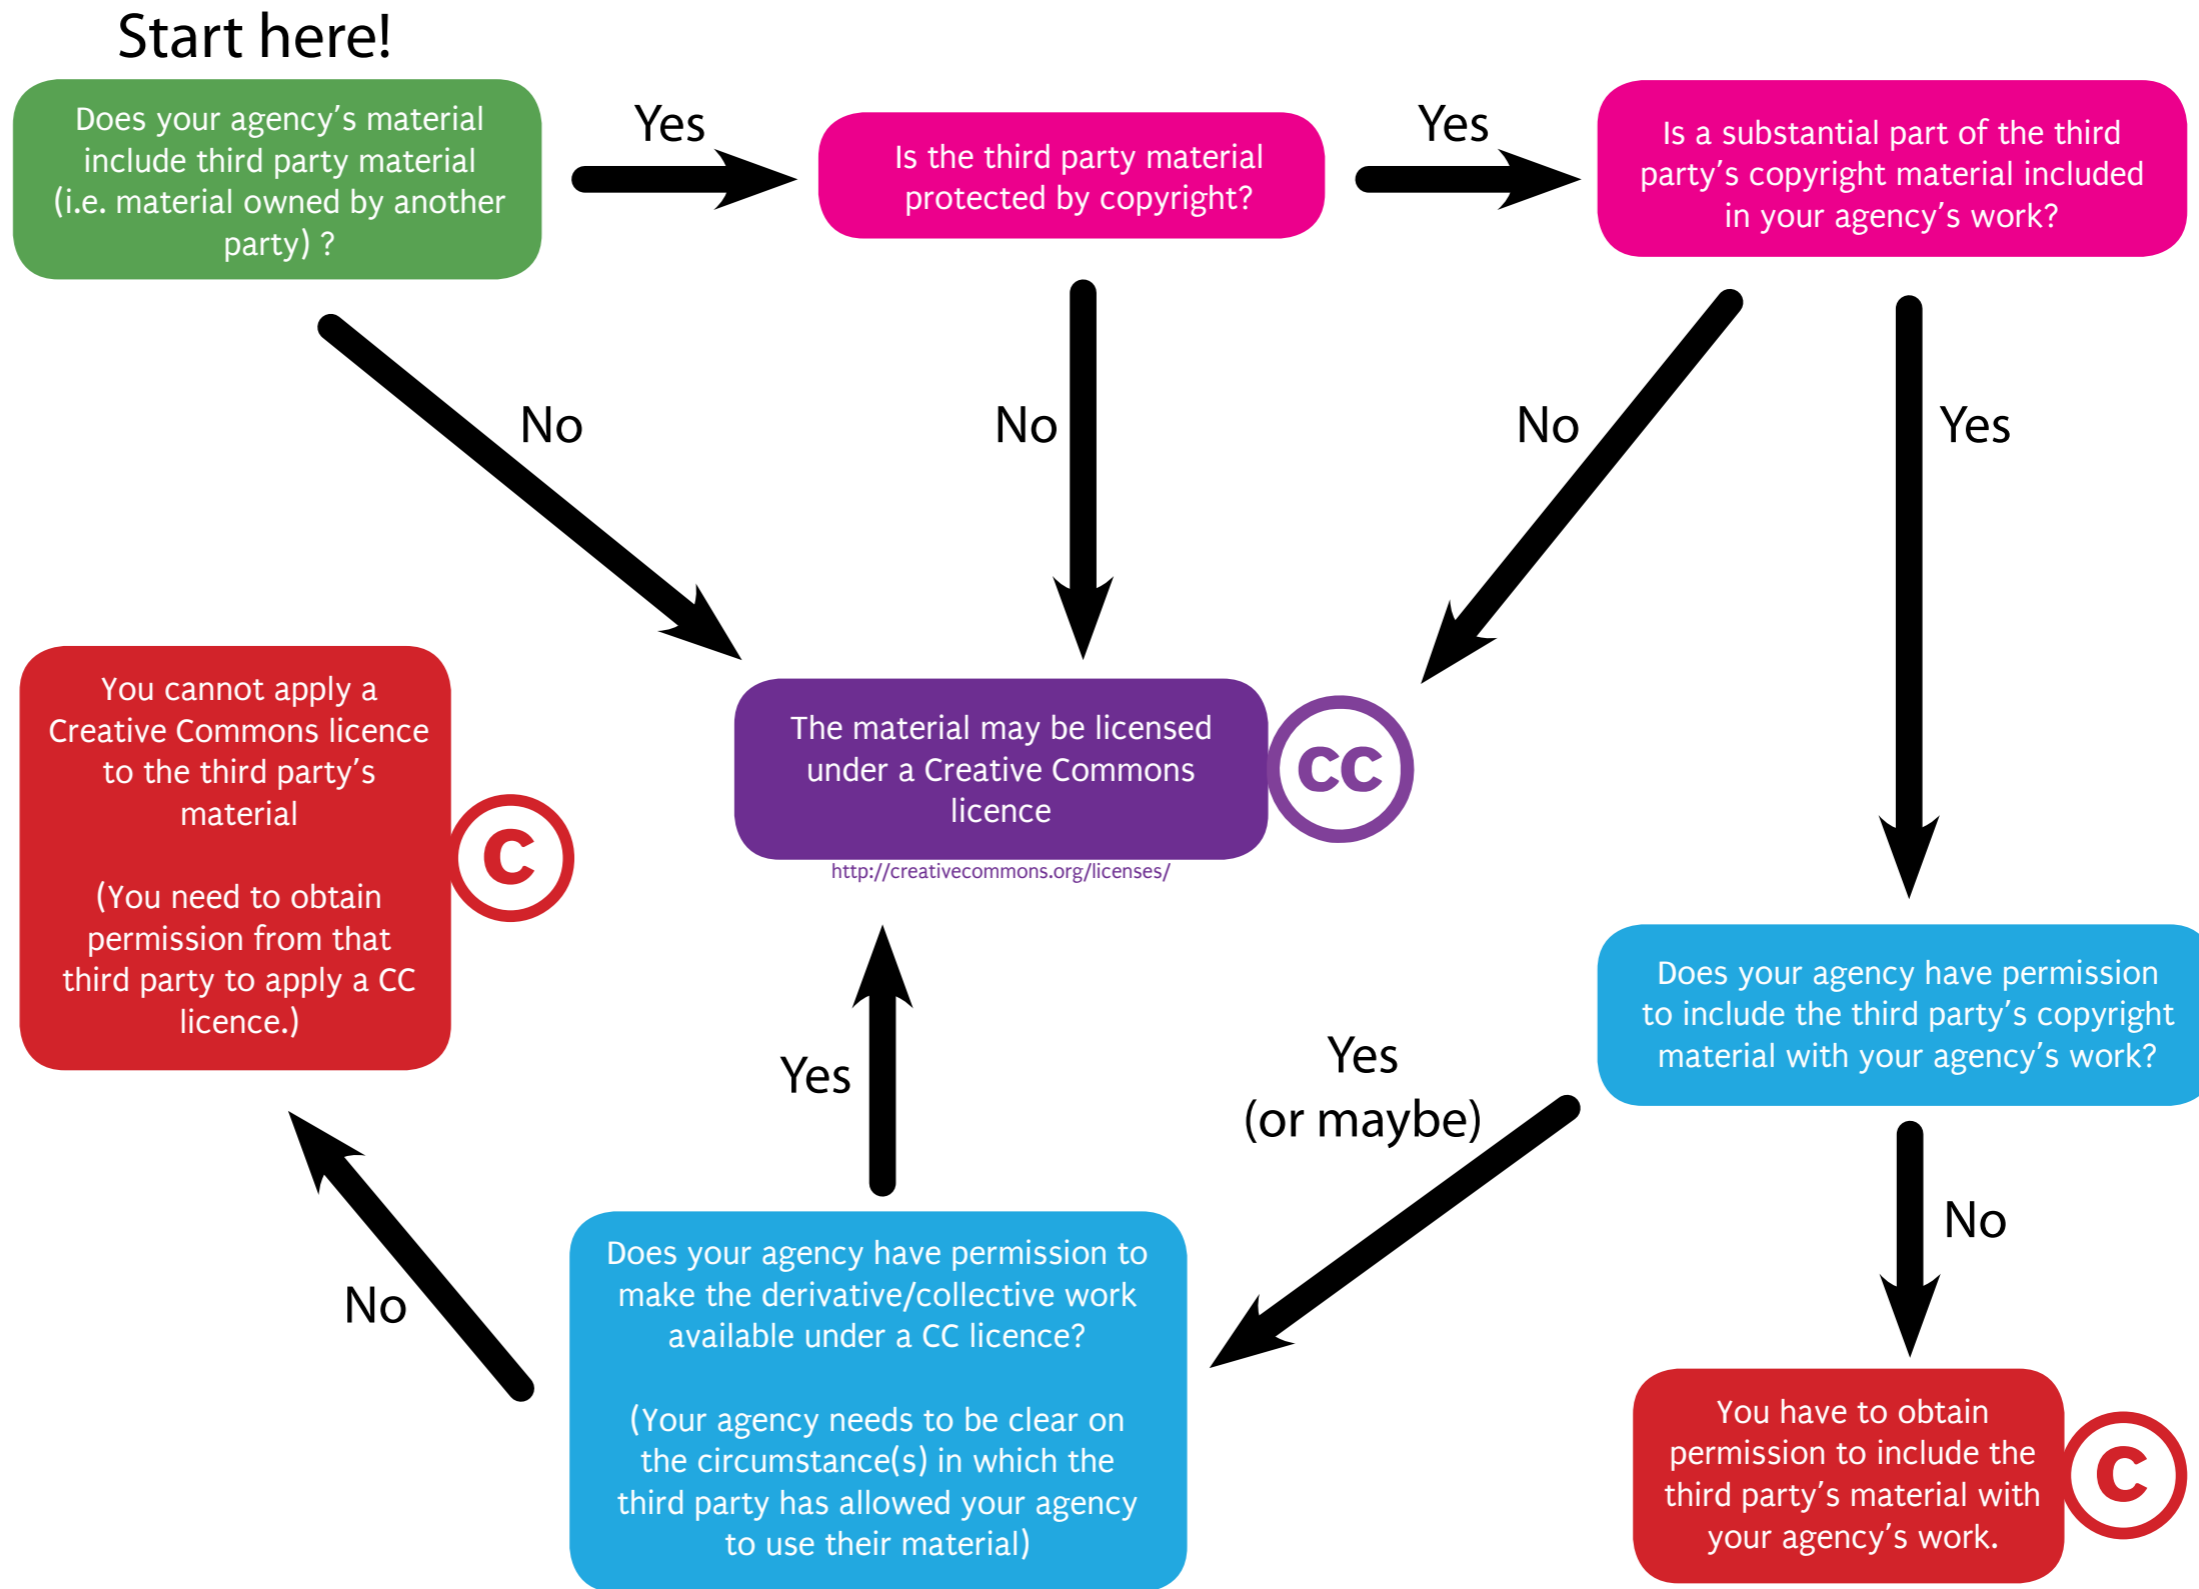 Start here!
Does your agency's material
include third party material
(i.e. material owned by another
party) ?
Yes
Is the third party material
protected by copyright?
Yes
Is a substantial part of the third
party's copyright material included
in your agency's work?
No
No
No
Yes
You cannot apply a
Creative Commons licence
to the third party's
material
(You need to obtain
permission from that
third party to apply a CC
licence.)
C
The material may be licensed
under a Creative Commons
licence
cc
http://creativecommons.org/licenses/
Does your agency have permission
to include the third party's copyright
material with your agency's work?
Yes
Yes
(or maybe)
No
No
Does your agency have permission to
make the derivative/collective work
available under a CC licence?
(Your agency needs to be clear on
the circumstance(s) in which the
third party has allowed your agency
to use their material)
You have to obtain
permission to include the
third party's material with
your agency's work.
C